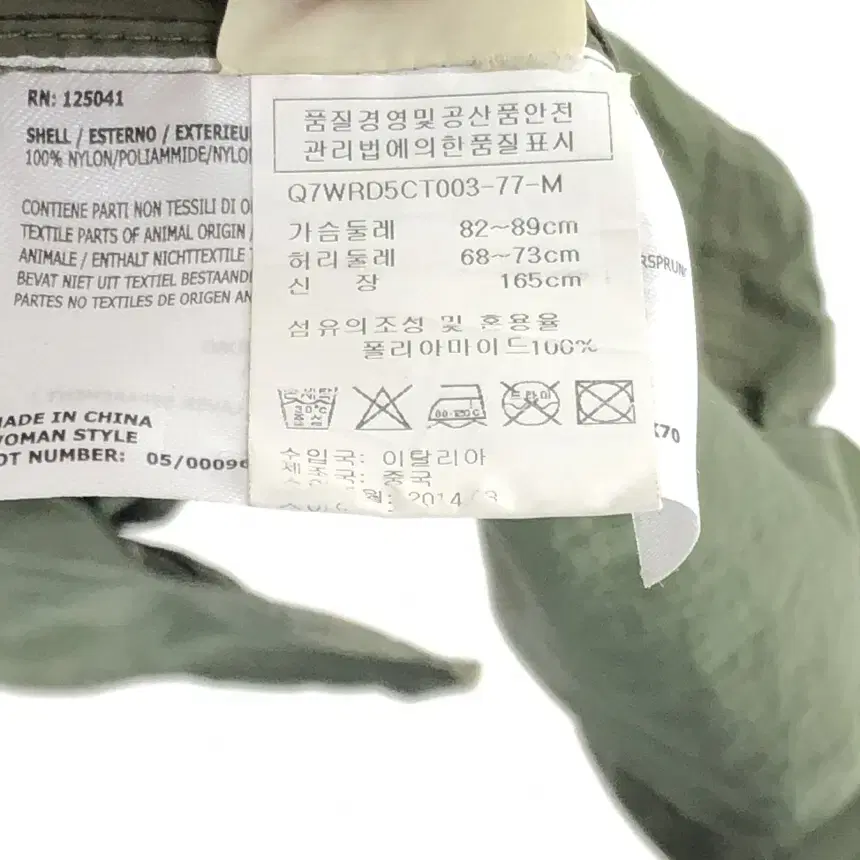 RN: 125041
SHELL / ESTERNO / EXTERIEU
100% NYLON/POLIAMMIDE/NYLO
CONTIENE PARTI NON TESSILI DI O
TEXTILE PARTS OF ANIMAL ORIGIN
ANIMALE / ENTHALT NICHTTEXTILE
BEVAT NIET UIT TEXTIEL BESTAAND
PARTES NO TEXTILES DE ORIGEN AN
MADE IN CHINA
WOMAN STYLE
OT NUMBER: 05/0009
품질경영및공산품안전
관리법에의한품질표시
Q7WRD5CT003-77-M
가슴둘레 82~89cm
허리둘레 68~73cm
신 장 165cm
섬유의조성 및 혼용율
폴리아마이드100%
드라이
수입국: 이탈리아
제조국: 중국
월: 2014.
RSPRUN
K70